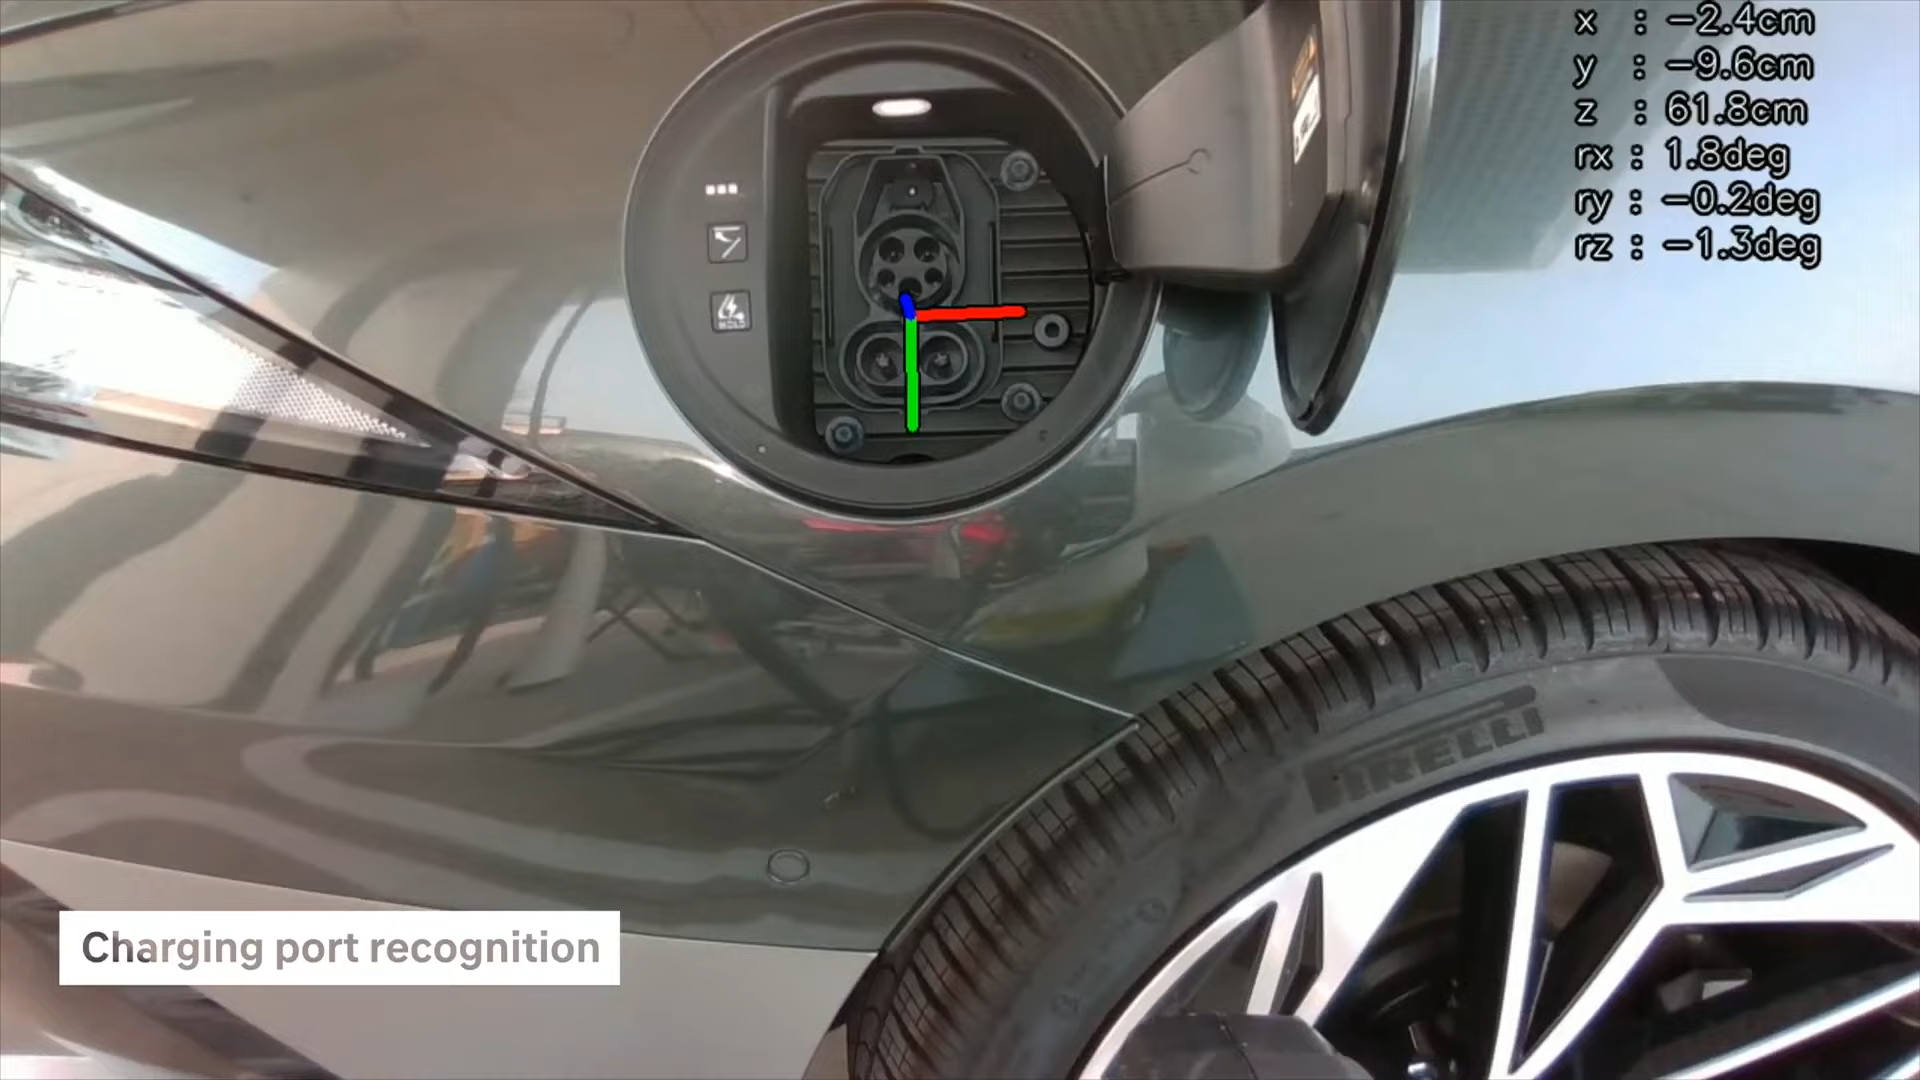 x : -2.4cm
y : -9.6cm
z : 61.8cm
rx : 1.8deg
ry : -0.2deg
rz : -1.3deg
PIRELLI
Charging port recognition